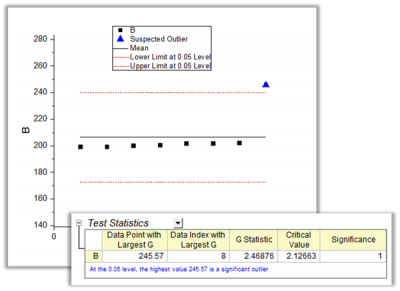 B
Suspected Outlier
Mean
Lower Limit at 0.05 Level
Upper Limit at 0.05 Level
280
260
240
220
200
180
160
140
B
0
Test Statistics
Data Point with Largest G Data Index with Largest G G Statistic Critical Value Significance
B 245.57 8 2.46876 2.12663 1
At the 0.05 level, the highest value 245.57 is a significant outlier